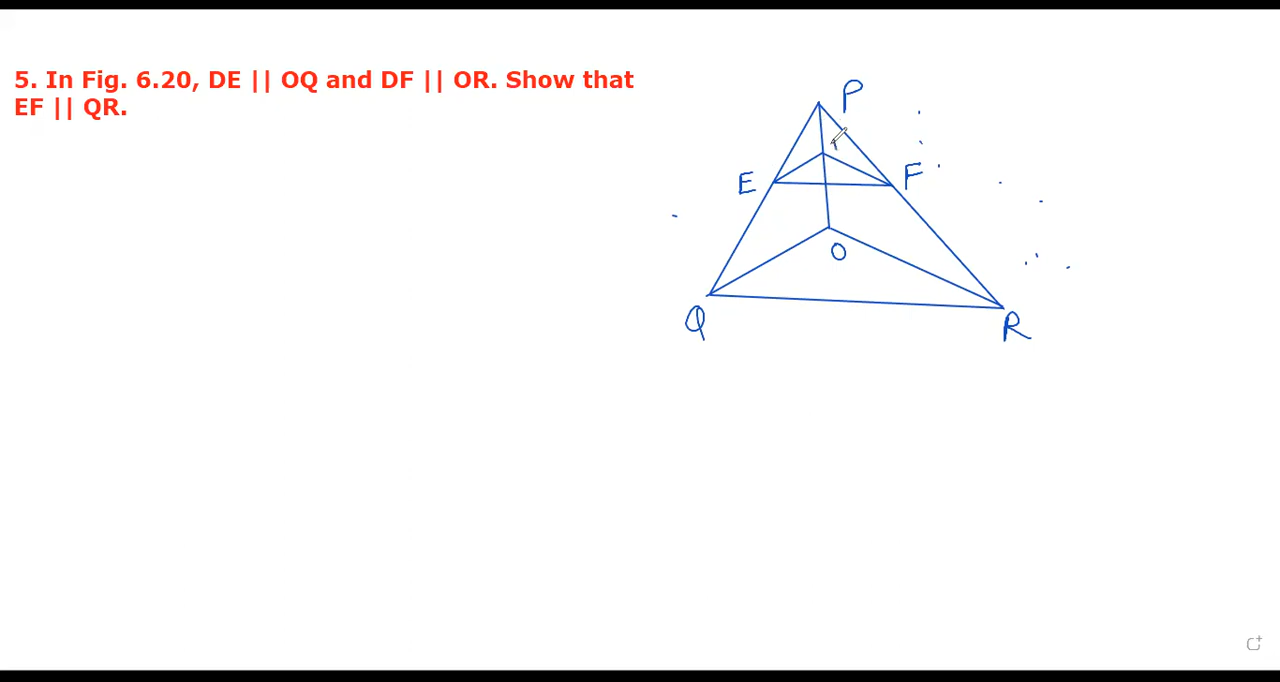 5. In Fig. 6.20, DE || OQ and DF || OR. Show that
EF || QR.
P
E
F
O
Q
R